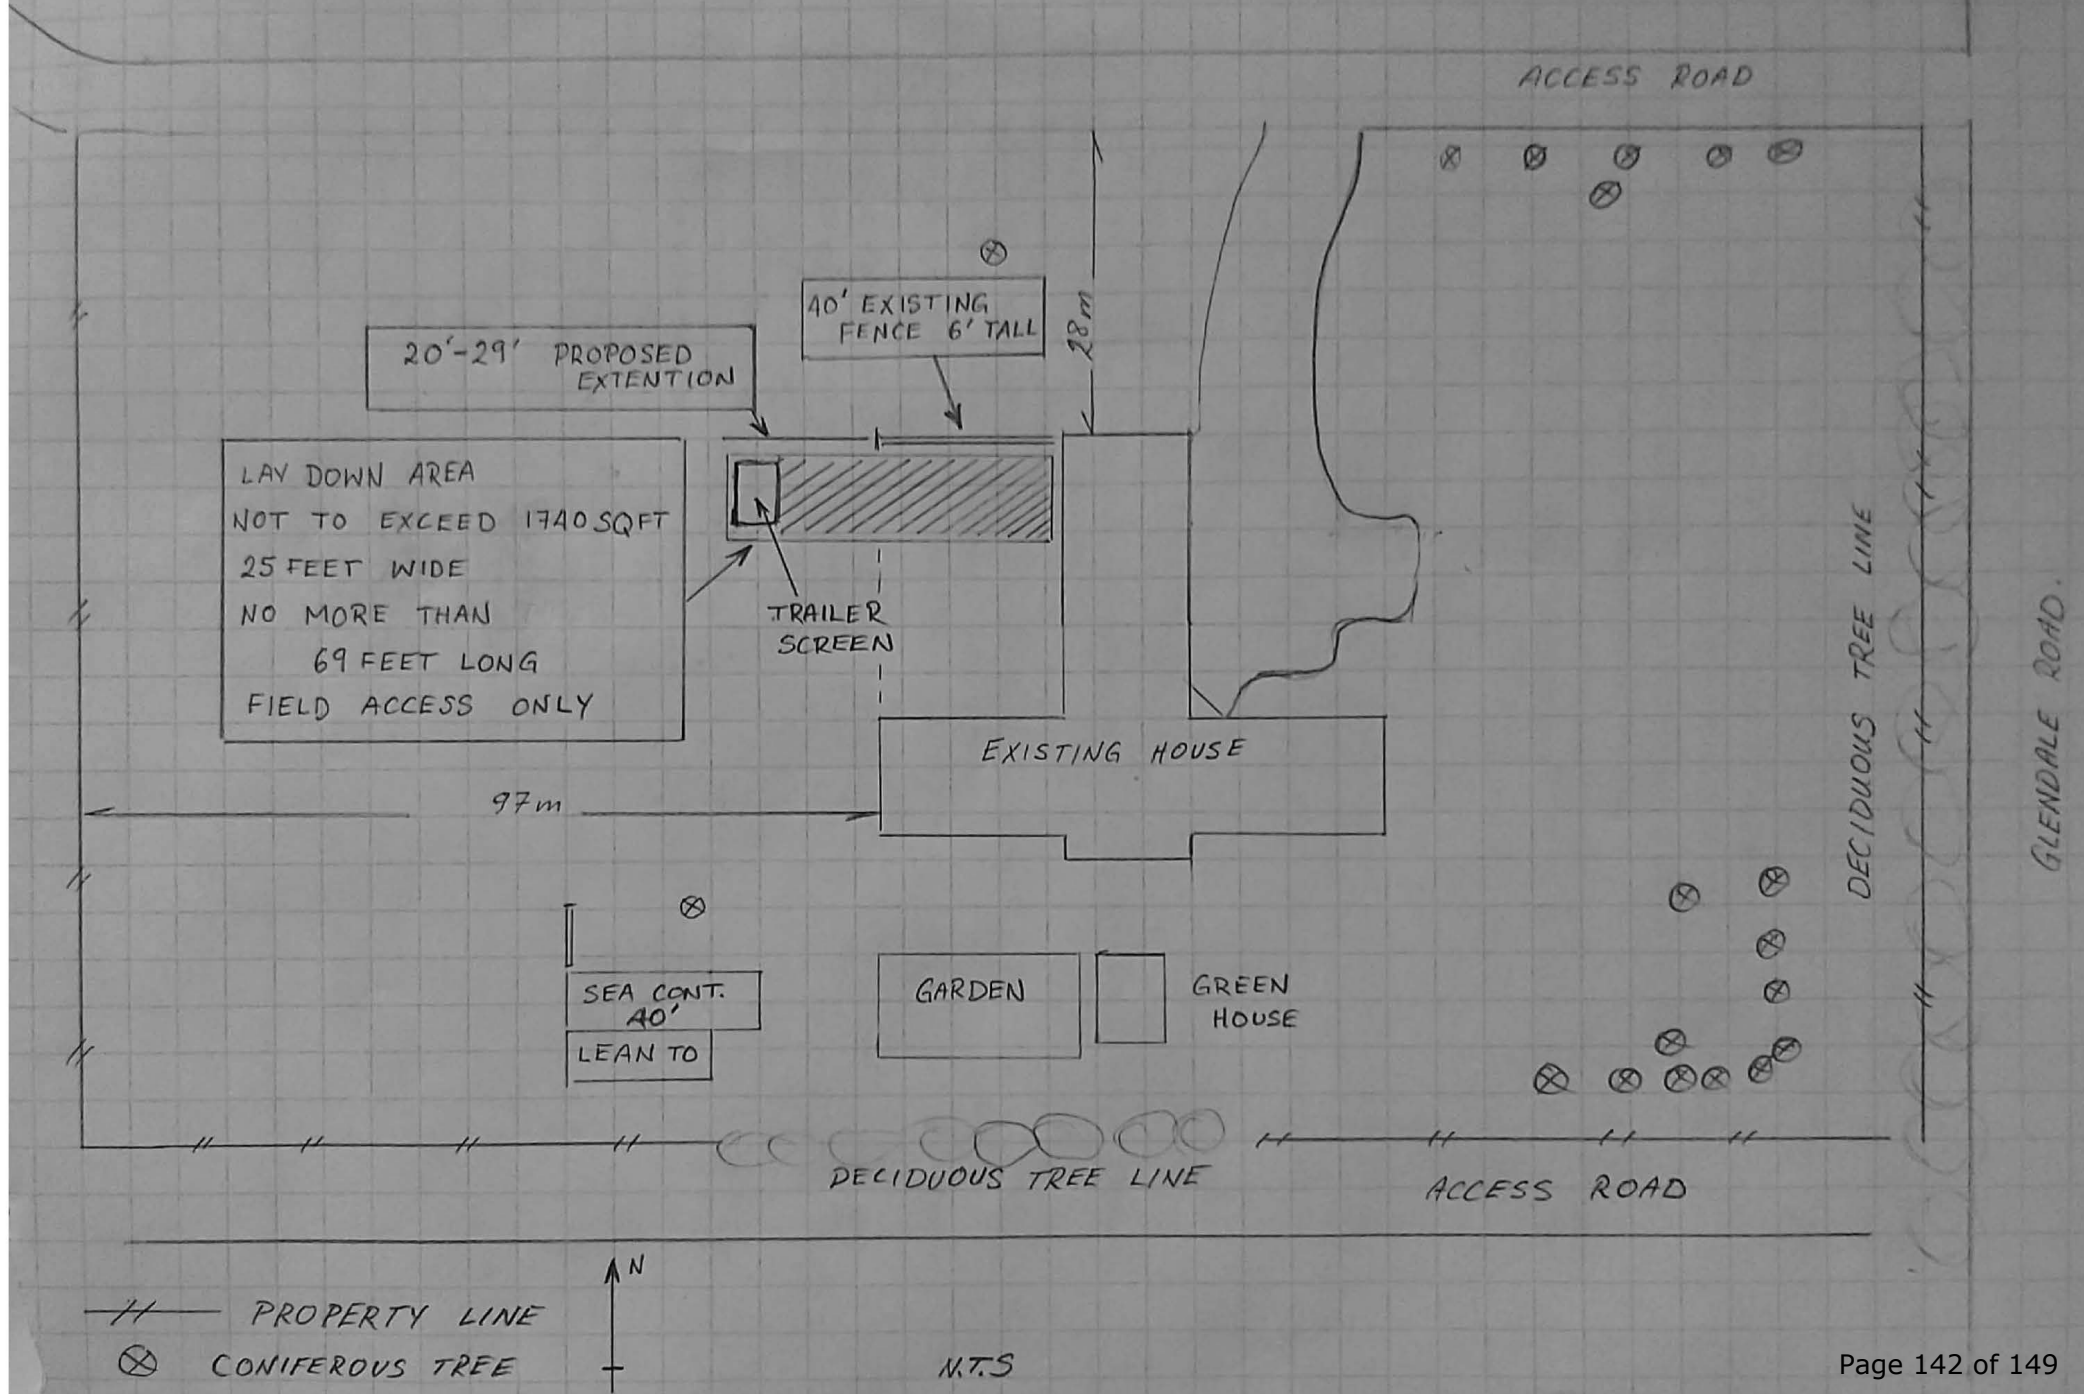 ACCESS ROAD
40' EXISTING
FENCE 6' TALL
28m
20'-29' PROPOSED
EXTENTION
LAY DOWN AREA
NOT TO EXCEED 1740 SQFT
25 FEET WIDE
NO MORE THAN
69 FEET LONG
FIELD ACCESS ONLY
TRAILER
SCREEN
EXISTING HOUSE
97m
DECIDUOUS TREE LINE
GLENDALE ROAD.
SEA CONT.
40'
LEAN TO
GARDEN
GREEN
HOUSE
DECIDUOUS TREE LINE
ACCESS ROAD
N
PROPERTY LINE
CONIFEROUS TREE
N.T.S
Page 142 of 149